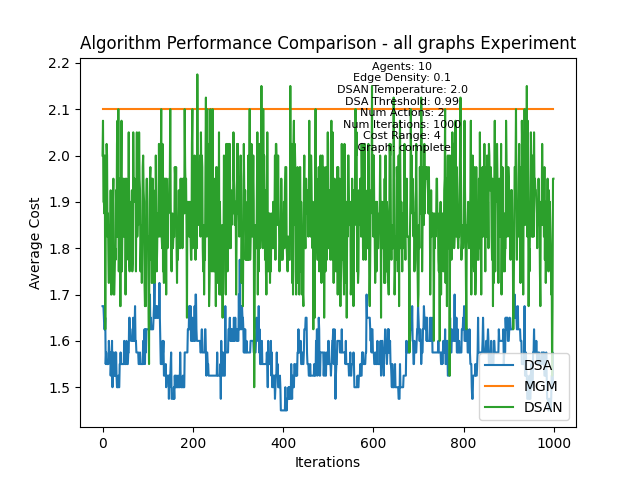 Algorithm Performance Comparison - all graphs Experiment
Agents: 10
Edge Density: 0.1
DSAN Temperature: 2.0
DSA Threshold: 0.99
Num Actions: 2
Num Iterations: 1000
Cost Range: 4
Graph: complete
2.2
2.1
2.0
1.9
1.8
1.7
1.6
1.5
Average Cost
DSA
MGM
DSAN
0
200
400
600
800
1000
Iterations